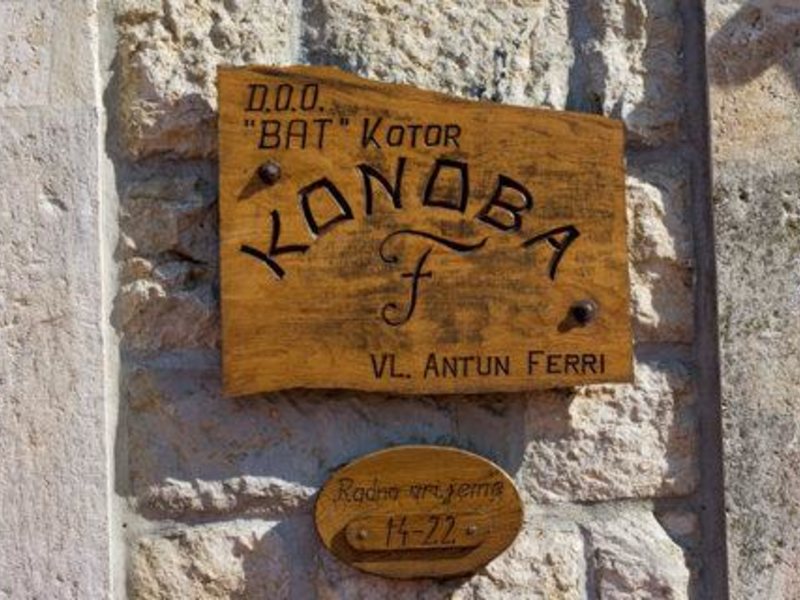 D.O.O.
"BAT" KOTOR
KONOBA
F
VL. ANTUN FERRI
Radno vrijeme
14-22